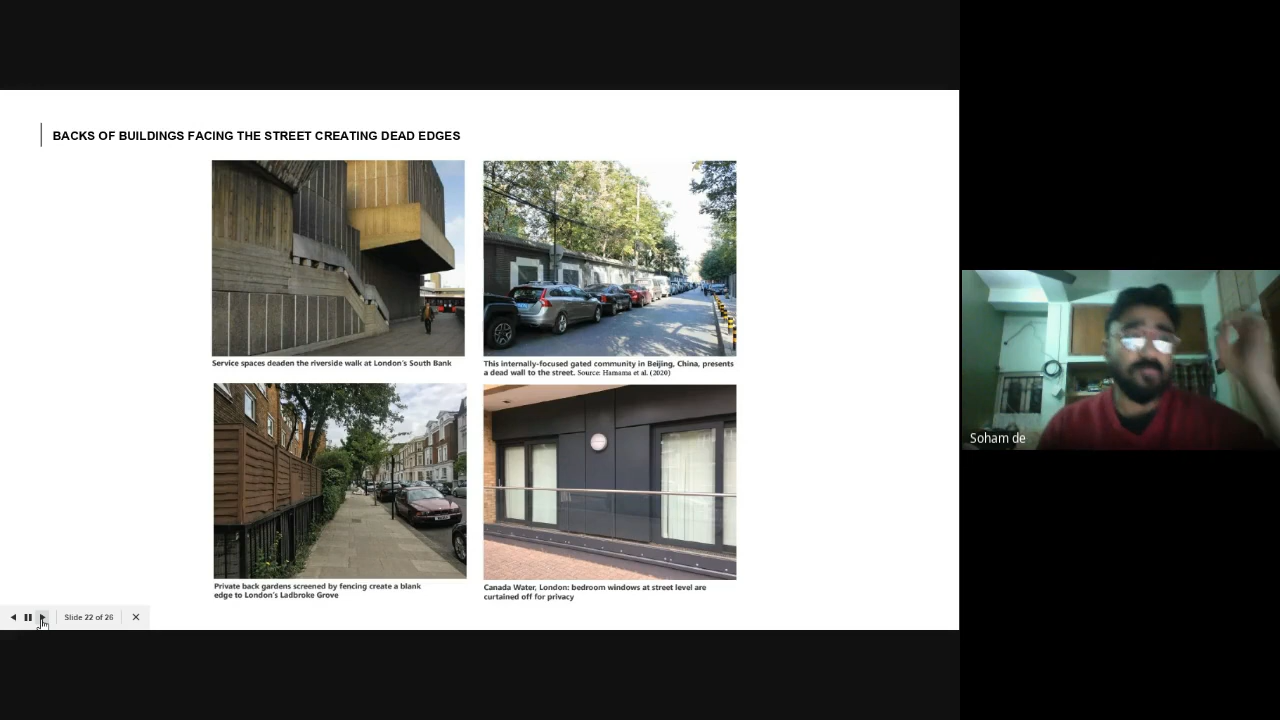 BACKS OF BUILDINGS FACING THE STREET CREATING DEAD EDGES
Service spaces deaden the riverside walk at London's South Bank
This internally-focused gated community in Beijing, China, presents
a dead wall to the street. Source: Hamama et al. (2020)
Private back gardens screened by fencing create a blank
edge to London's Ladbroke Grove
Canada Water, London: bedroom windows at street level are
curtained off for privacy
Slide 22 of 26
Soham de